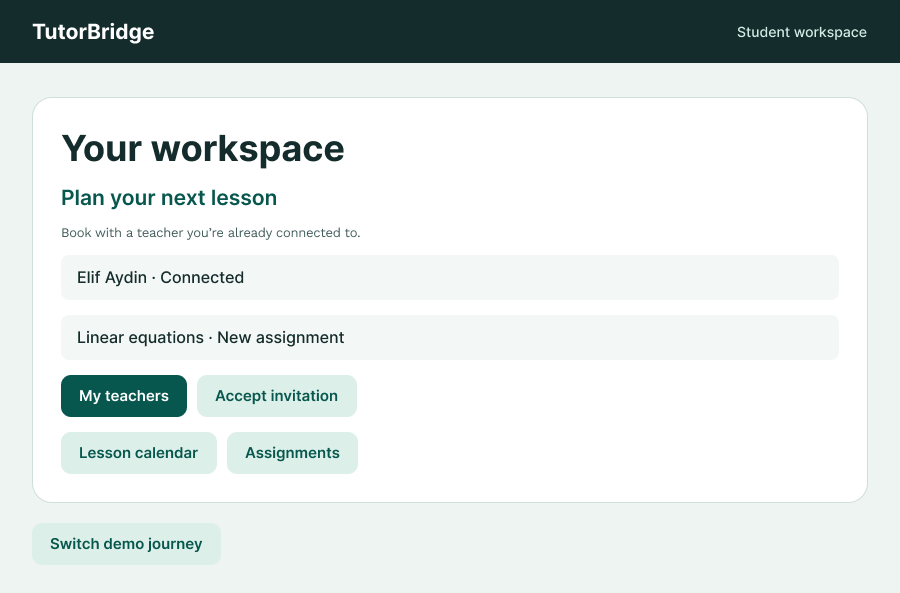 TutorBridge
Student workspace
Your workspace
Plan your next lesson
Book with a teacher you're already connected to.
Elif Aydin · Connected
Linear equations · New assignment
My teachers
Accept invitation
Lesson calendar
Assignments
Switch demo journey